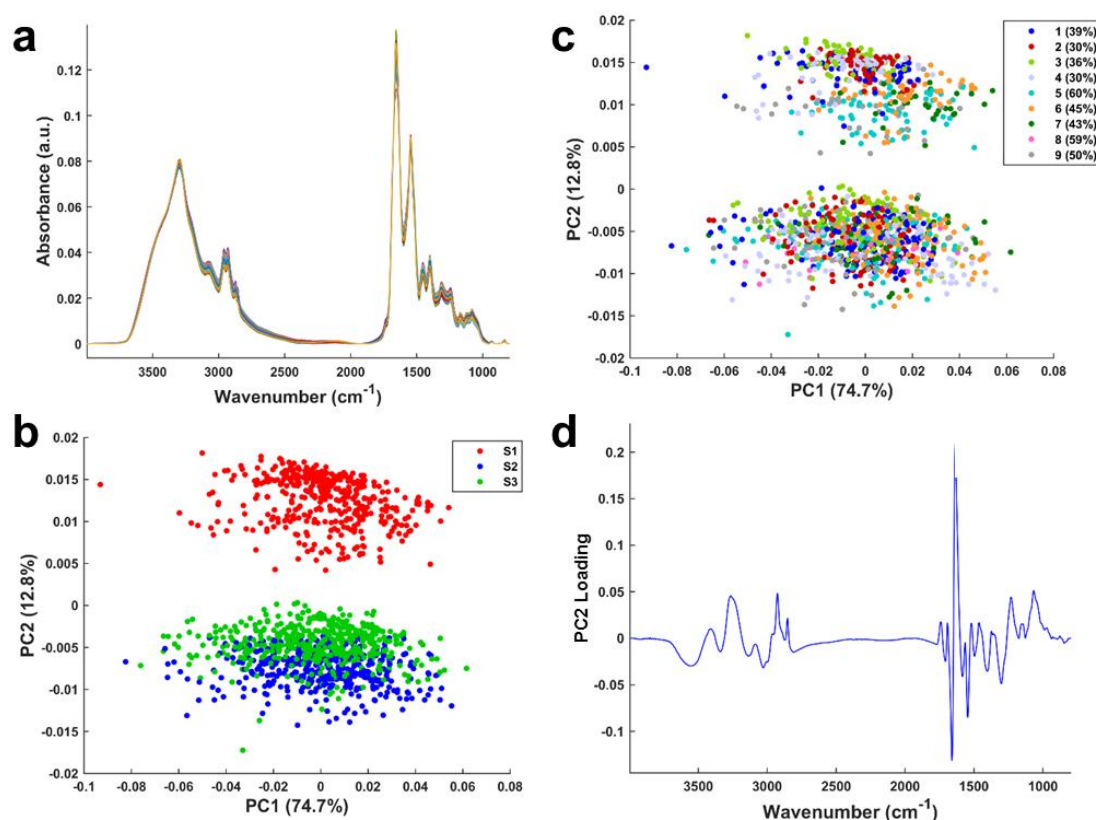 a
0.12
0.1
0.08
0.06
0.04
0.02
0
Absorbance (a.u.)
3500 3000 2500 2000 1500 1000
Wavenumber (cm-1)
c
0.02
0.015
0.01
0.005
0
-0.005
-0.01
-0.015
-0.02
PC2 (12.8%)
-0.1 -0.08 -0.06 -0.04 -0.02 0 0.02 0.04 0.06 0.08
PC1 (74.7%)
1 (39%)
2 (30%)
3 (36%)
4 (30%)
5 (60%)
6 (45%)
7 (43%)
8 (59%)
9 (50%)
b
0.02
0.015
0.01
0.005
0
-0.005
-0.01
-0.015
-0.02
PC2 (12.8%)
-0.1 -0.08 -0.06 -0.04 -0.02 0 0.02 0.04 0.06 0.08
PC1 (74.7%)
S1
S2
S3
d
0.2
0.15
0.1
0.05
0
-0.05
-0.1
PC2 Loading
3500 3000 2500 2000 1500 1000
Wavenumber (cm-1)